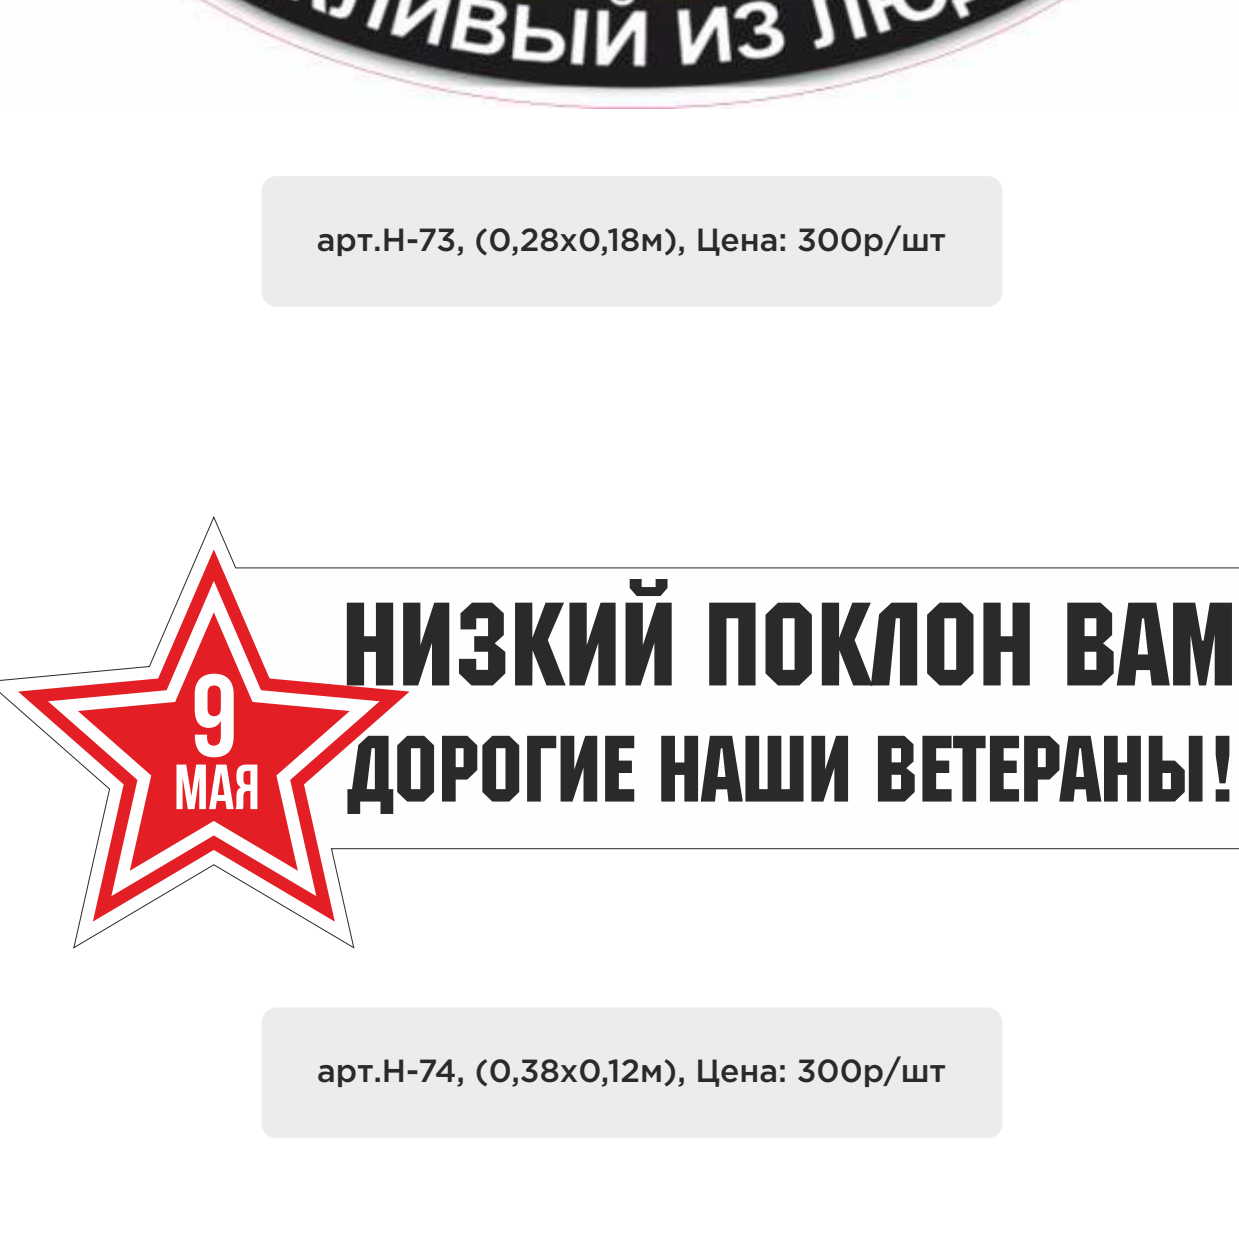 ИЗ
арт.Н-73, (0,28х0,18м), Цена: 300р/шт
НИЗКИЙ ПОКЛОН ВАМ
9
МАЯ
ДОРОГИЕ НАШИ ВЕТЕРАНЫ!
арт.Н-74, (0,38х0,12м), Цена: 300р/шт